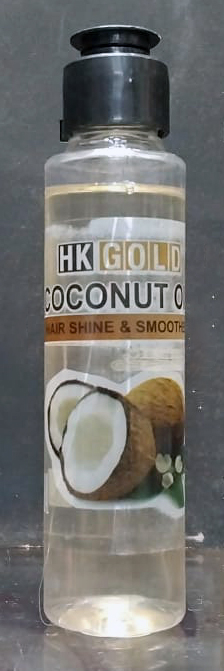 HK GOLD
COCONUT O
HAIR SHINE & SMOOTHE